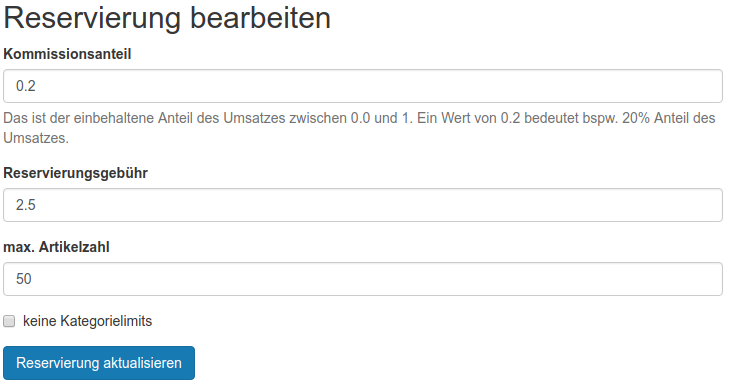 Reservierung bearbeiten
Kommissionsanteil
0.2
Das ist der einbehaltene Anteil des Umsatzes zwischen 0.0 und 1. Ein Wert von 0.2 bedeutet bspw. 20% Anteil des
Umsatzes.
Reservierungsgebühr
2.5
max. Artikelzahl
50
keine Kategorielimits
Reservierung aktualisieren